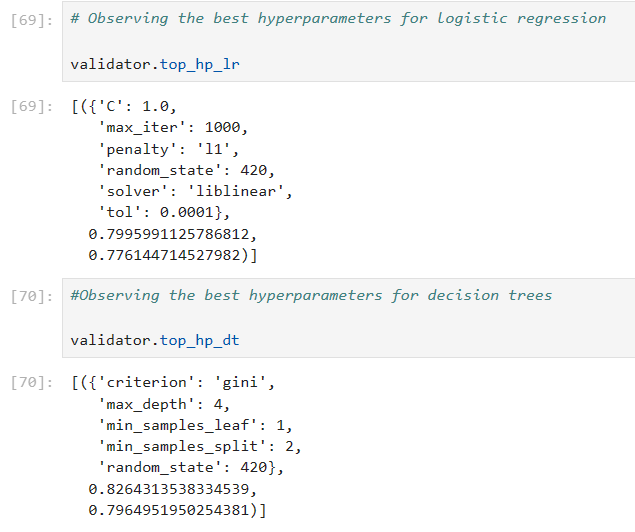 [69]: # Observing the best hyperparameters for logistic regression
validator.top_hp_lr
[69]: [({'C': 1.0,
'max_iter': 1000,
'penalty': 'l1',
'random_state': 420,
'solver': 'liblinear',
'tol': 0.0001},
0.7995991125786812,
0.776144714527982)]
[70]: #Observing the best hyperparameters for decision trees
validator.top_hp_dt
[70]: [({'criterion': 'gini',
'max_depth': 4,
'min_samples_leaf': 1,
'min_samples_split': 2,
'random_state': 420},
0.8264313538334539,
0.7964951950254381)]